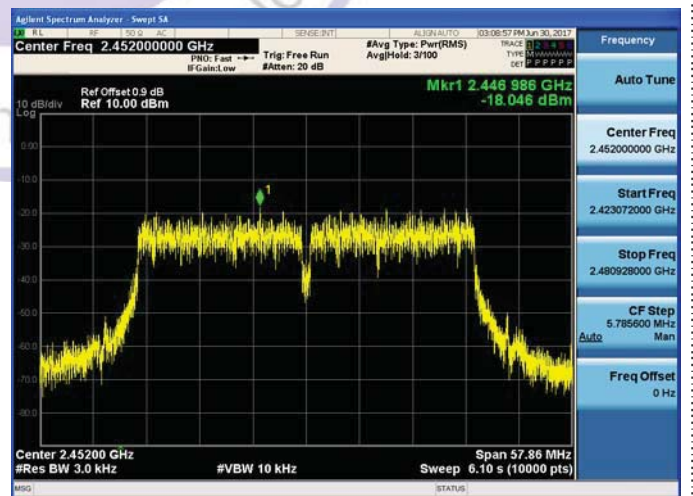 Agilent Spectrum Analyzer - Swept SA
RL RF 50 Ω AC SENSE:INT ALIGN AUTO 03:08:57 PM Jun 30, 2017
Center Freq 2.452000000 GHz
PNO: Fast
IFGain:Low
Trig: Free Run
#Atten: 20 dB
#Avg Type: Pwr(RMS)
Avg|Hold: 3/100
TRACE 1 2 3 4 5 6
TYPE
DET P P P P P P
Ref Offset 0.9 dB
10 dB/div Ref 10.00 dBm
Log
Mkr1 2.446 986 GHz
-18.046 dBm
0.00
-10.0
-20.0
-30.0
-40.0
-50.0
-60.0
-70.0
-80.0
1
Center 2.45200 GHz
Span 57.86 MHz
#Res BW 3.0 kHz
#VBW 10 kHz
Sweep 6.10 s (10000 pts)
MSG
STATUS
Frequency
Auto Tune
Center Freq
2.452000000 GHz
Start Freq
2.423072000 GHz
Stop Freq
2.480928000 GHz
CF Step
5.785600 MHz
Auto Man
Freq Offset
0 Hz